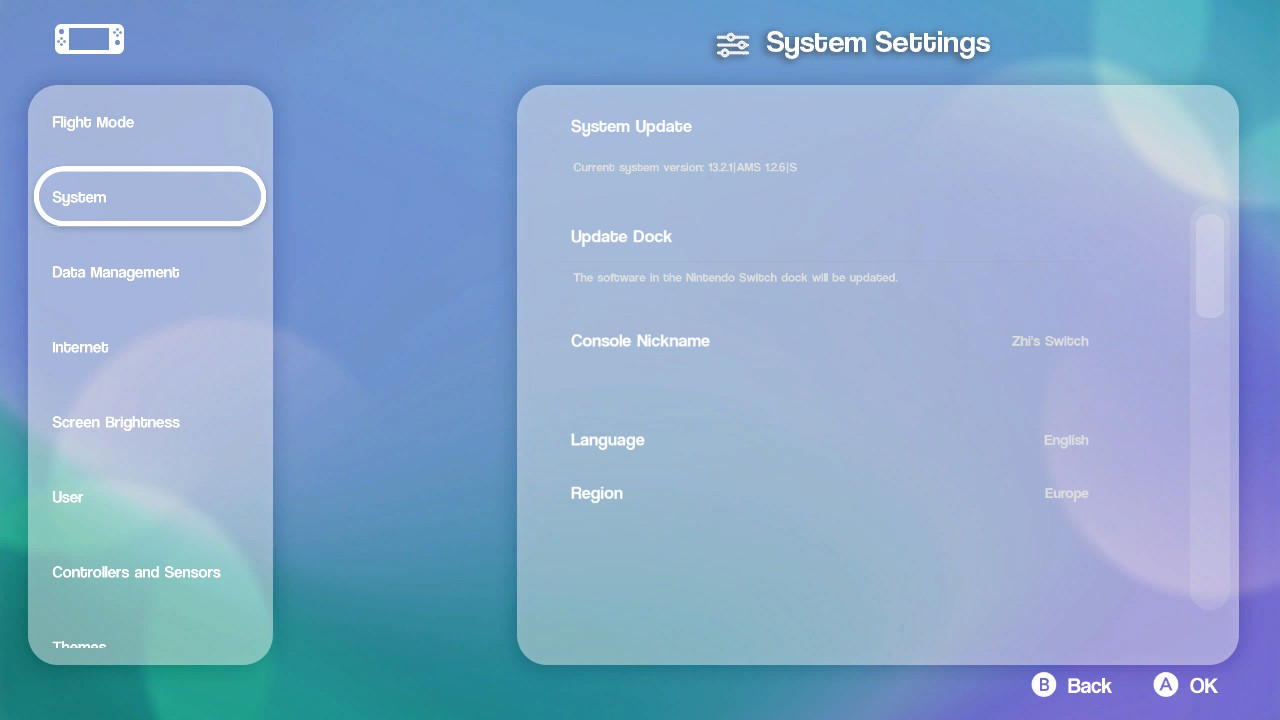 System Settings
Flight Mode
System
Data Management
Internet
Screen Brightness
User
Controllers and Sensors
Themes
System Update
Current system version: 13.2.1|AMS 1.2.6|S
Update Dock
The software in the Nintendo Switch dock will be updated.
Console Nickname Zhi's Switch
Language English
Region Europe
B Back A OK